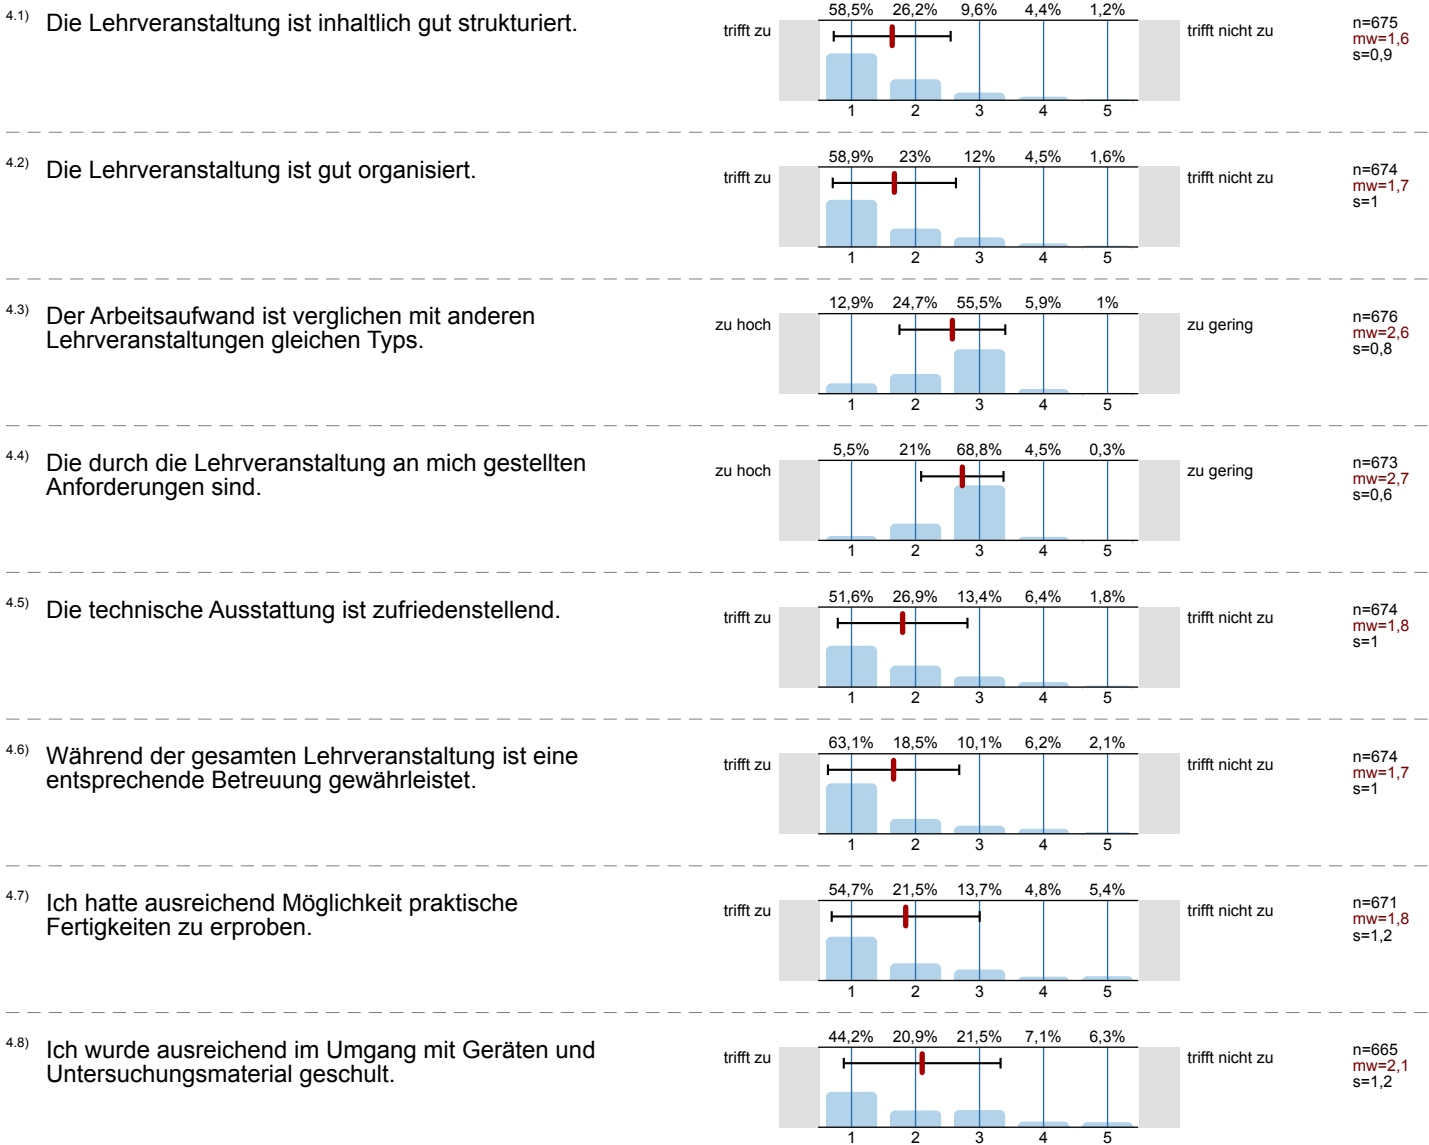 4.1) Die Lehrveranstaltung ist inhaltlich gut strukturiert.
58,5% 26,2% 9,6% 4,4% 1,2%
trifft zu trifft nicht zu
n=675
mw=1,6
s=0,9
1 2 3 4 5
4.2) Die Lehrveranstaltung ist gut organisiert.
58,9% 23% 12% 4,5% 1,6%
trifft zu trifft nicht zu
n=674
mw=1,7
s=1
1 2 3 4 5
4.3) Der Arbeitsaufwand ist verglichen mit anderen
Lehrveranstaltungen gleichen Typs.
12,9% 24,7% 55,5% 5,9% 1%
zu hoch zu gering
n=676
mw=2,6
s=0,8
1 2 3 4 5
4.4) Die durch die Lehrveranstaltung an mich gestellten
Anforderungen sind.
5,5% 21% 68,8% 4,5% 0,3%
zu hoch zu gering
n=673
mw=2,7
s=0,6
1 2 3 4 5
4.5) Die technische Ausstattung ist zufriedenstellend.
51,6% 26,9% 13,4% 6,4% 1,8%
trifft zu trifft nicht zu
n=674
mw=1,8
s=1
1 2 3 4 5
4.6) Während der gesamten Lehrveranstaltung ist eine
entsprechende Betreuung gewährleistet.
63,1% 18,5% 10,1% 6,2% 2,1%
trifft zu trifft nicht zu
n=674
mw=1,7
s=1
1 2 3 4 5
4.7) Ich hatte ausreichend Möglichkeit praktische
Fertigkeiten zu erproben.
54,7% 21,5% 13,7% 4,8% 5,4%
trifft zu trifft nicht zu
n=671
mw=1,8
s=1,2
1 2 3 4 5
4.8) Ich wurde ausreichend im Umgang mit Geräten und
Untersuchungsmaterial geschult.
44,2% 20,9% 21,5% 7,1% 6,3%
trifft zu trifft nicht zu
n=665
mw=2,1
s=1,2
1 2 3 4 5